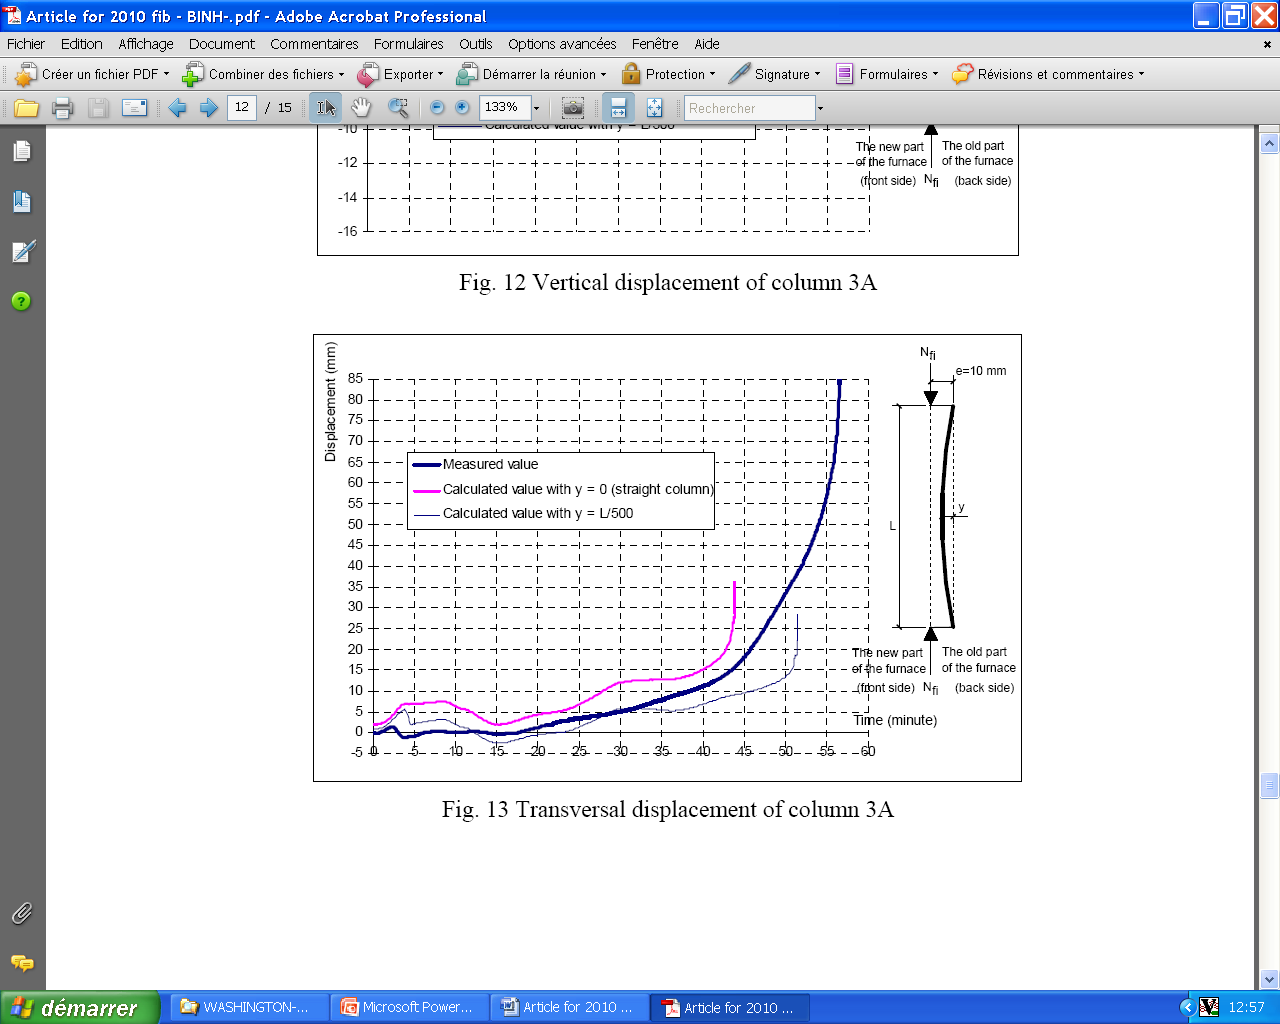 Article for 2010 fib - BINH-.pdf - Adobe Acrobat Professional
Fichier Edition Affichage Document Commentaires Formulaires Outils Options avancées Fenêtre Aide
Créer un fichier PDF Combiner des fichiers Exporter Démarrer la réunion Protection Signature Formulaires Révisions et commentaires
12 / 15 133% Rechercher
Calculated value with y = L/500
-10
-12
-14
-16
The new part of the furnace (front side)
Nfi
The old part of the furnace (back side)
Fig. 12 Vertical displacement of column 3A
Displacement (mm)
85
80
75
70
65
60
55
50
45
40
35
30
25
20
15
10
5
0
-5
0 5 10 15 20 25 30 35 40 45 50 55 60
Time (minute)
Measured value
Calculated value with y = 0 (straight column)
Calculated value with y = L/500
Nfi
e=10 mm
y
L
The new part of the furnace (front side)
Nfi
The old part of the furnace (back side)
Fig. 13 Transversal displacement of column 3A
démarrer WASHINGTON-... Microsoft Power... Article for 2010 ... Article for 2010 ... 12:57